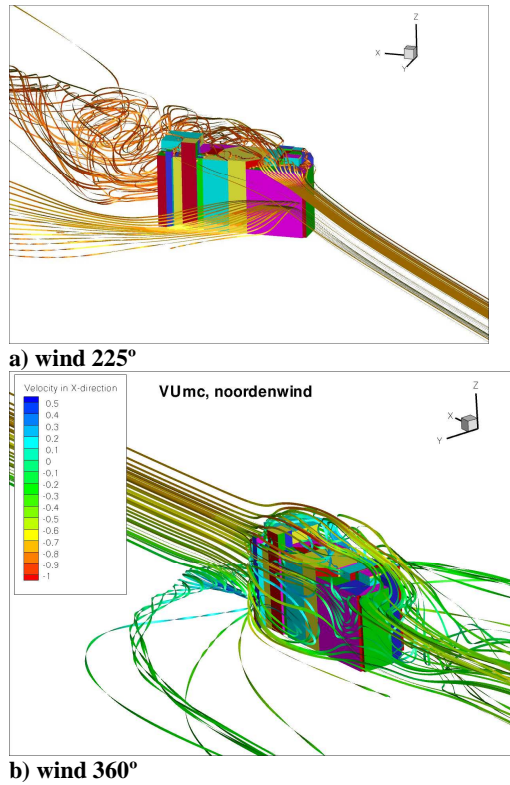 Z
X
Y
a) wind 225º
Velocity in X-direction
0.5
0.4
0.3
0.2
0.1
0
-0.1
-0.2
-0.3
-0.4
-0.5
-0.6
-0.7
-0.8
-0.9
-1
VUmc, noordenwind
Z
X
Y
b) wind 360º